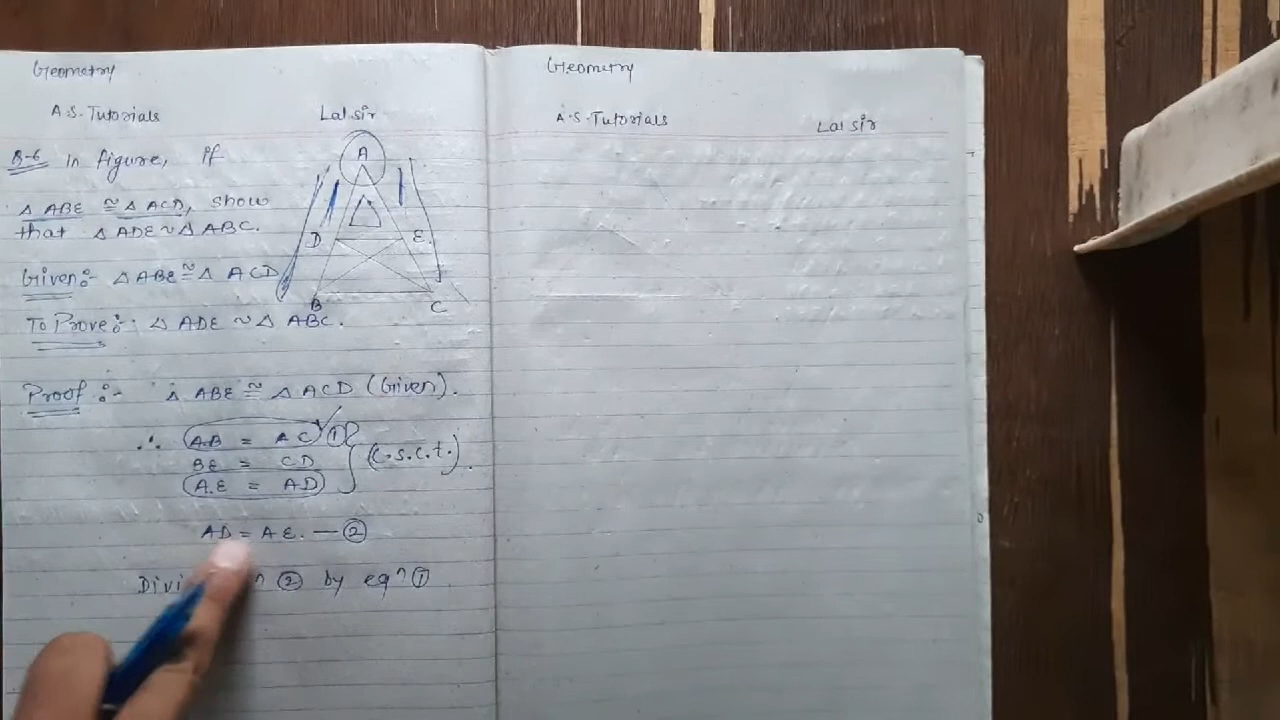 Geometry
A.S. Tutorials Lal sir
Q-6 In figure, if
△ ABE ≅ △ ACD, show
that △ ADE ~ △ ABC.
Given:- △ ABE ≅ △ ACD
To Prove:- △ ADE ~ △ ABC.
A
D E.
B C
Proof:- △ ABE ≅ △ ACD (Given).
∴ AB = AC ①
BE = CD
AE = AD
(C.S.C.T.).
AD = AE. — ②
② by eqn ①
Geometry
A.S. Tutorials Lal sir